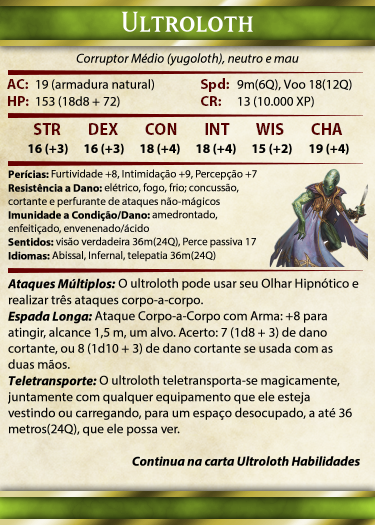 ULTROLOTH
Corruptor Médio (yugoloth), neutro e mau
AC: 19 (armadura natural) Spd: 9m(6Q), Voo 18(12Q)
HP: 153 (18d8 + 72) CR: 13 (10.000 XP)
STR DEX CON INT WIS CHA
16 (+3) 16 (+3) 18 (+4) 18 (+4) 15 (+2) 19 (+4)
Perícias: Furtividade +8, Intimidação +9, Percepção +7
Resistência a Dano: elétrico, fogo, frio; concussão,
cortante e perfurante de ataques não-mágicos
Imunidade a Condição/Dano: amedrontado,
enfeitiçado, envenenado/ácido
Sentidos: visão verdadeira 36m(24Q), Perce passiva 17
Idiomas: Abissal, Infernal, telepatia 36m(24Q)
Ataques Múltiplos: O ultroloth pode usar seu Olhar Hipnótico e
realizar três ataques corpo-a-corpo.
Espada Longa: Ataque Corpo-a-Corpo com Arma: +8 para
atingir, alcance 1,5 m, um alvo. Acerto: 7 (1d8 + 3) de dano
cortante, ou 8 (1d10 + 3) de dano cortante se usada com as
duas mãos.
Teletransporte: O ultroloth teletransporta-se magicamente,
juntamente com qualquer equipamento que ele esteja
vestindo ou carregando, para um espaço desocupado, a até 36
metros(24Q), que ele possa ver.
Continua na carta Ultroloth Habilidades